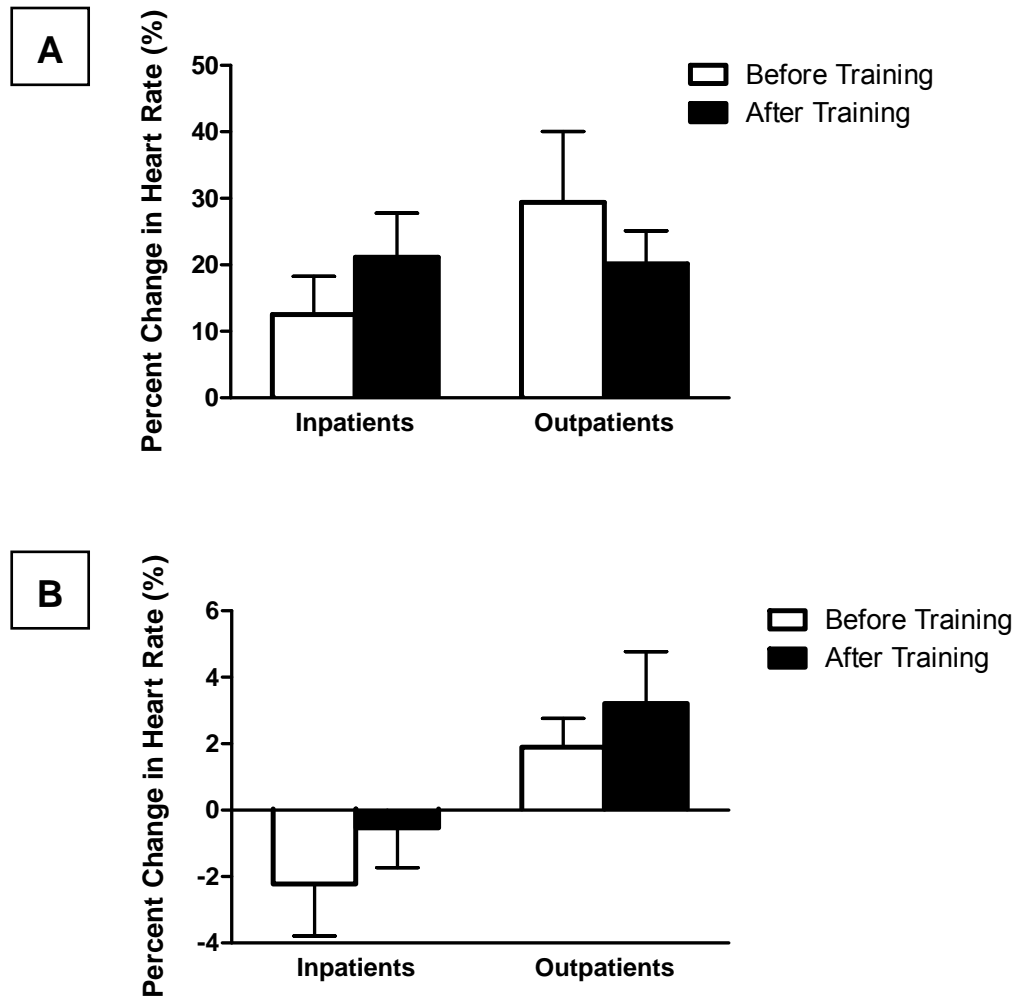 A
Percent Change in Heart Rate (%)
50
40
30
20
10
0
Inpatients
Outpatients
Before Training
After Training
B
Percent Change in Heart Rate (%)
6
4
2
0
-2
-4
Inpatients
Outpatients
Before Training
After Training